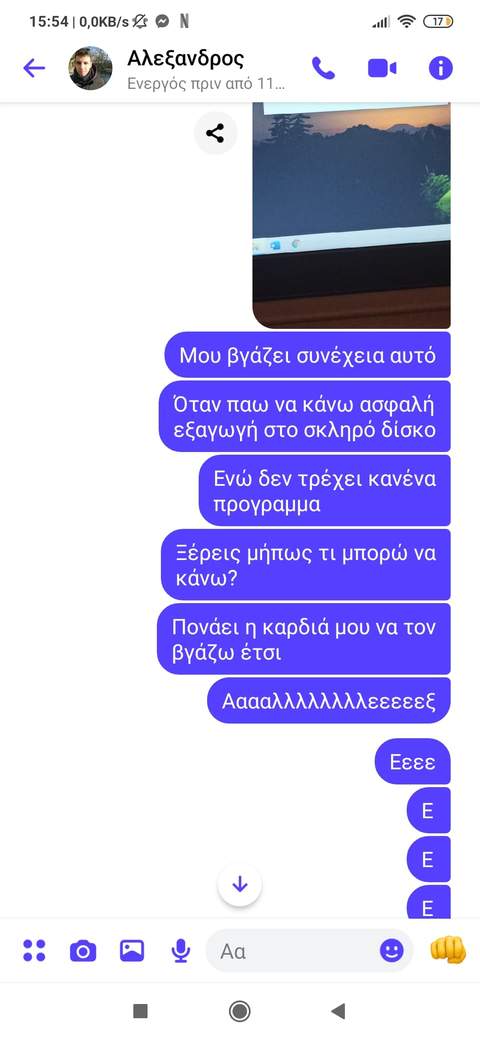 15:54 | 0,0KB/s
17
Αλεξανδρος
Ενεργός πριν από 11…
Μου βγάζει συνέχεια αυτό
Όταν παω να κάνω ασφαλή
εξαγωγή στο σκληρό δίσκο
Ενώ δεν τρέχει κανένα
προγραμμα
Ξέρεις μήπως τι μπορώ να
κάνω?
Πονάει η καρδιά μου να τον
βγάζω έτσι
Ααααλλλλλλλλεεεεεξ
Εεεε
Ε
Ε
Ε
Αα